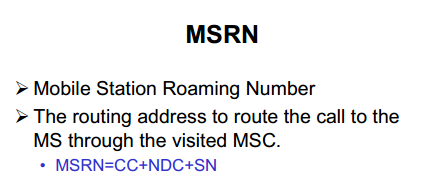 MSRN
➢ Mobile Station Roaming Number
➢ The routing address to route the call to the
MS through the visited MSC.
• MSRN=CC+NDC+SN